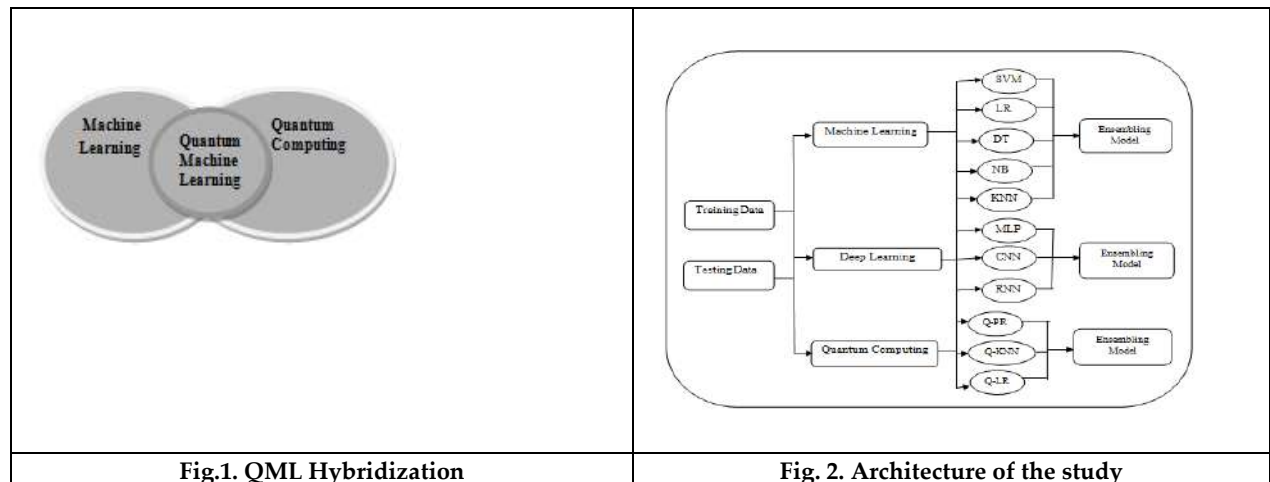 Machine
Learning
Quantum
Machine
Learning
Quantum
Computing
Fig.1. QML Hybridization
Training Data
Testing Data
Machine Learning
Deep Learning
Quantum Computing
SVM
LR
DT
NB
KNN
MLP
CNN
RNN
Q-PR
Q-KNN
Q-LR
Ensembling
Model
Ensembling
Model
Ensembling
Model
Fig. 2. Architecture of the study